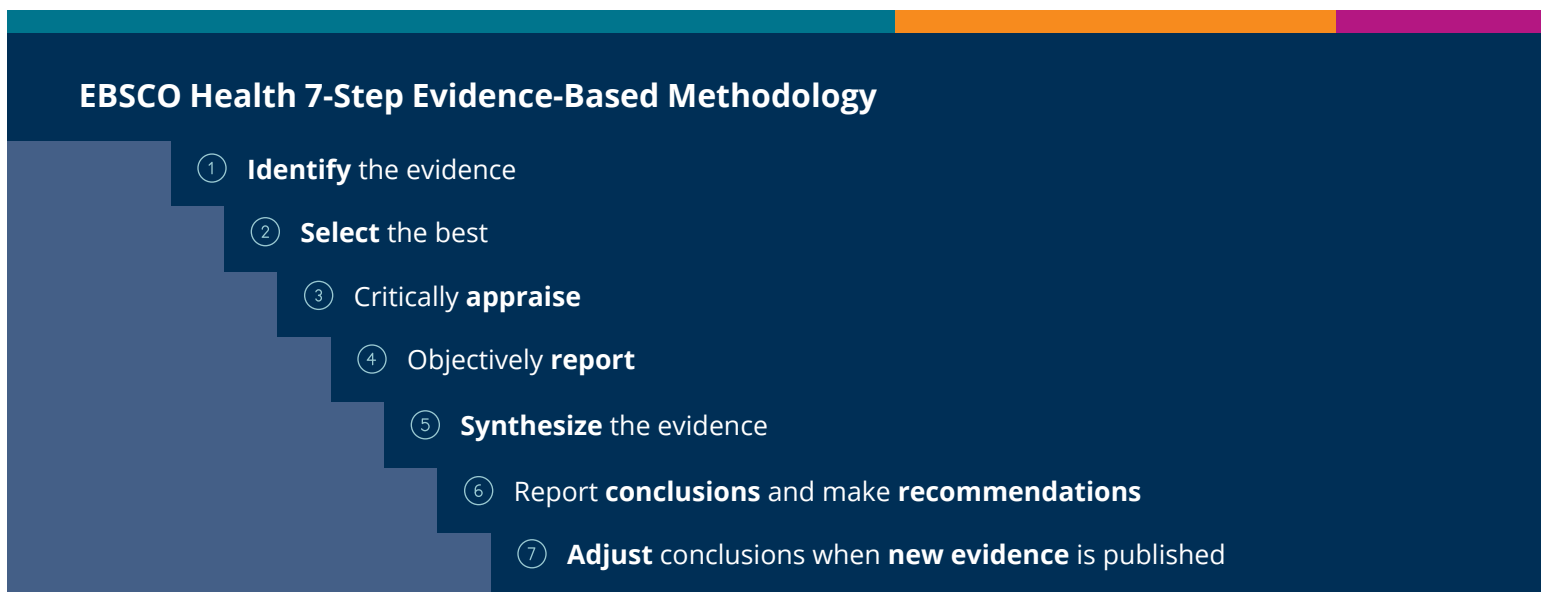 EBSCO Health 7-Step Evidence-Based Methodology
1 Identify the evidence
2 Select the best
3 Critically appraise
4 Objectively report
5 Synthesize the evidence
6 Report conclusions and make recommendations
7 Adjust conclusions when new evidence is published